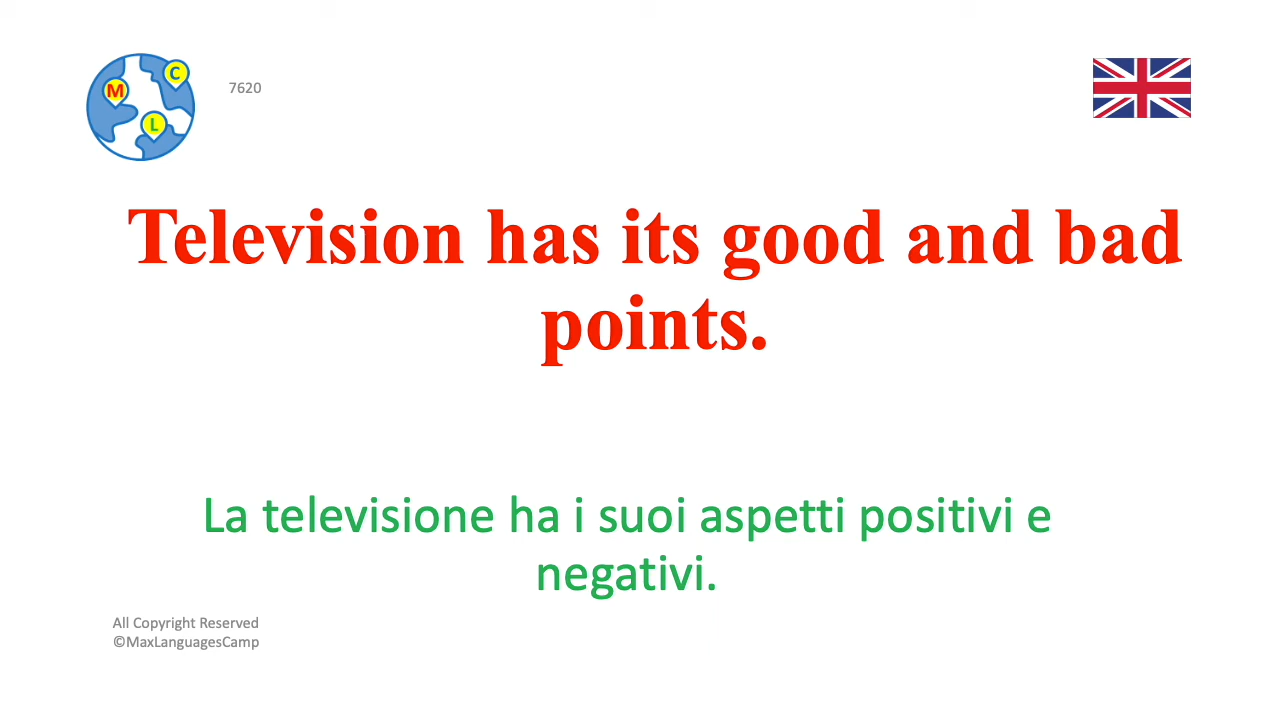 M
C
L
7620
Television has its good and bad
points.
La televisione ha i suoi aspetti positivi e
negativi.
All Copyright Reserved
©MaxLanguagesCamp